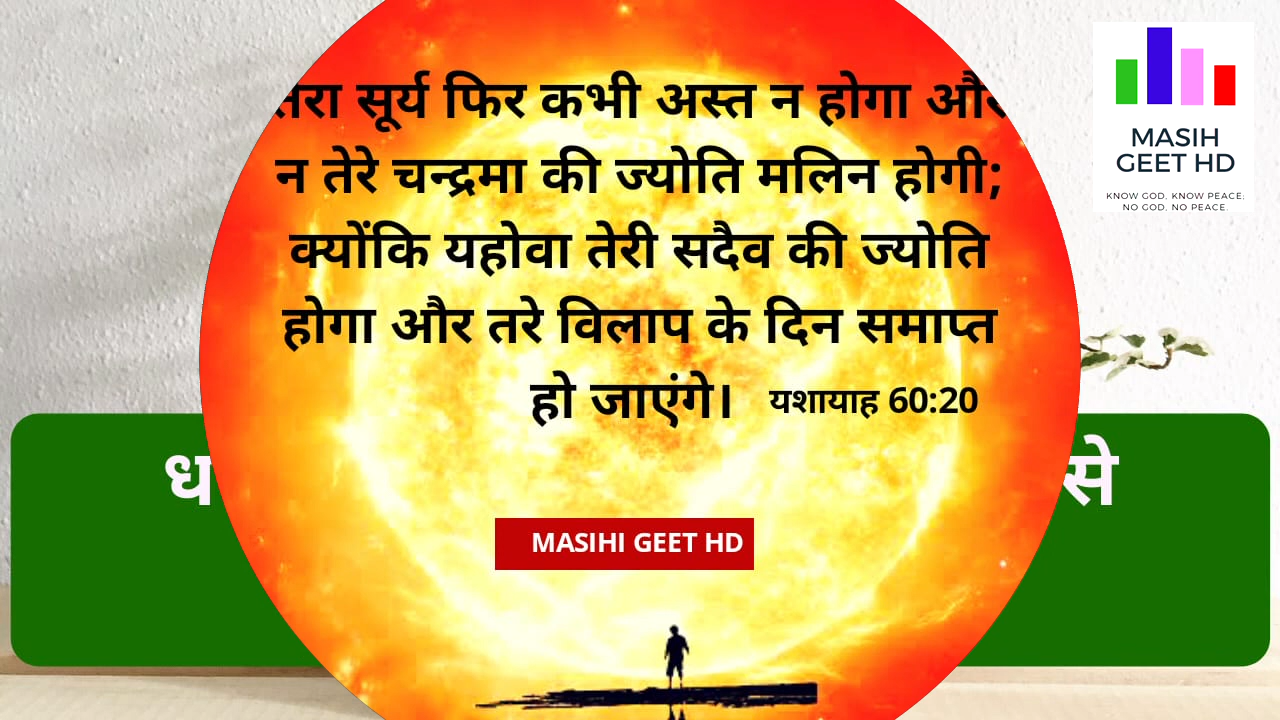 तेरा सूर्य फिर कभी अस्त न होगा और
न तेरे चन्द्रमा की ज्योति मलिन होगी;
क्योंकि यहोवा तेरी सदैव की ज्योति
होगा और तरे विलाप के दिन समाप्त
हो जाएंगे। यशायाह 60:20
MASIHI GEET HD
MASIH
GEET HD
KNOW GOD, KNOW PEACE;
NO GOD, NO PEACE.
से